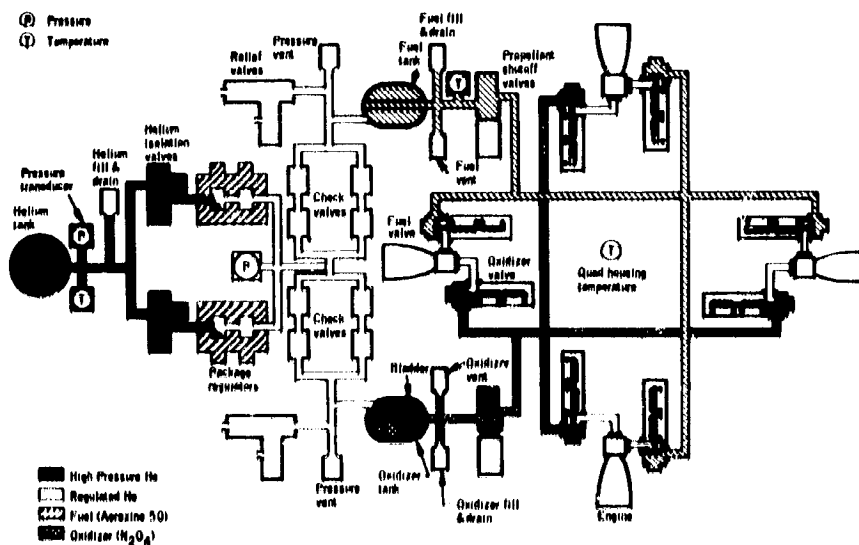 P Pressure
T Temperature
Relief
valves
Pressure
vent
Fuel
tank
Fuel fill
& drain
T
Propellant
shutoff
valves
Helium
isolation
valves
Helium
fill &
drain
Pressure
transducer
Helium
tank
P
T
Check
valves
Fuel
vent
Fuel
valve
Oxidizer
valve
T
Quad housing
temperature
P
Check
valves
Package
regulators
Bladder
Oxidizer
vent
Pressure
vent
Oxidizer
tank
Oxidizer fill
& drain
Engine
High Pressure He
Regulated He
Fuel (Aerozine 50)
Oxidizer (N2O4)